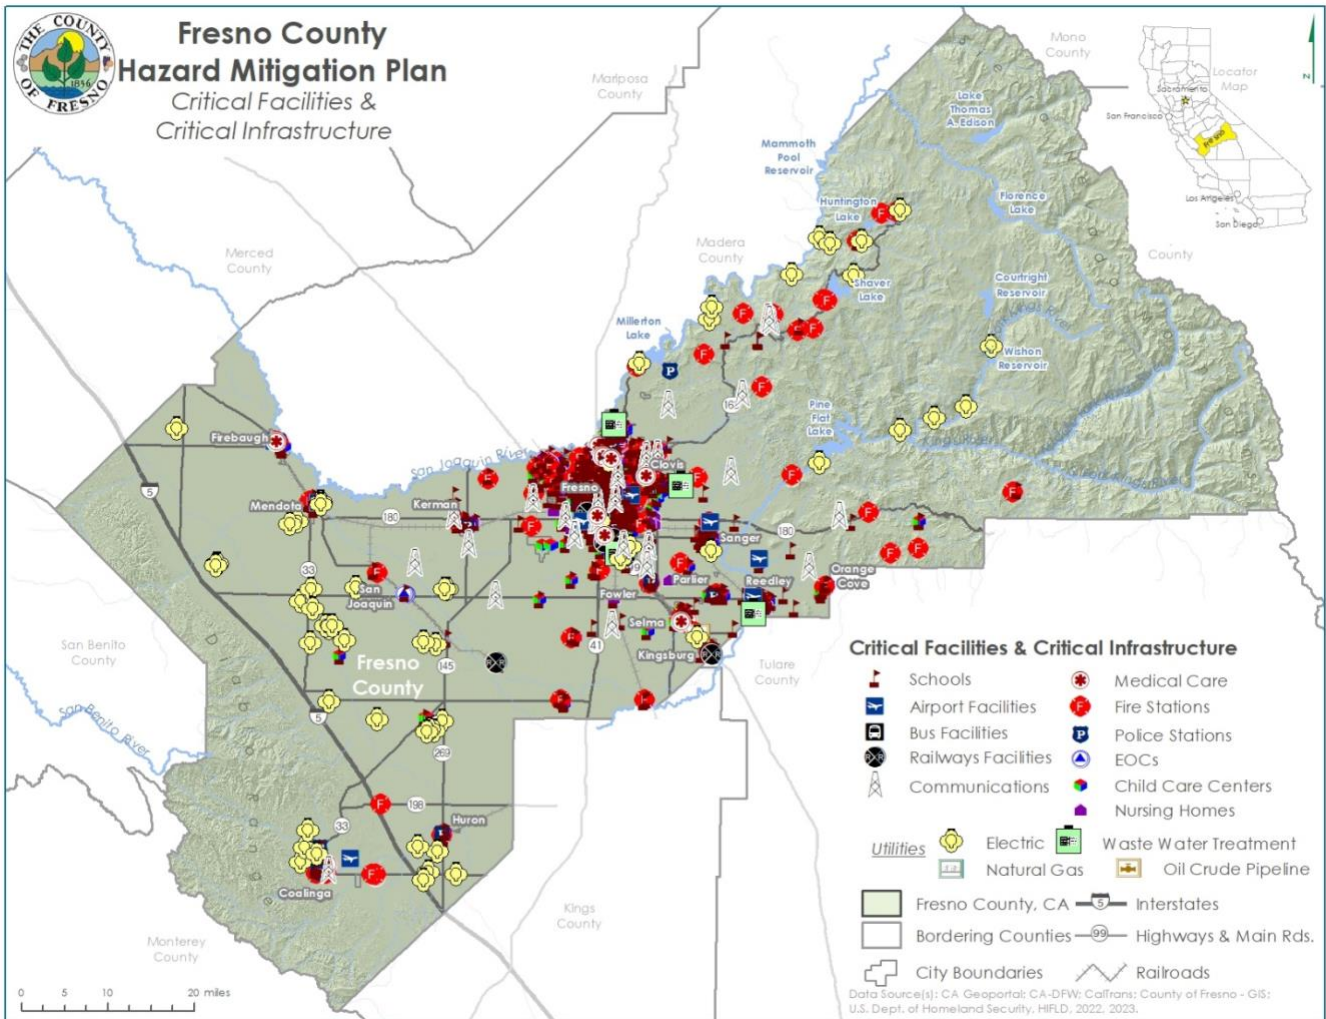 THE COUNTY
OF FRESNO
1856
Fresno County
Hazard Mitigation Plan
Critical Facilities &
Critical Infrastructure
Mono
County
Mariposa
County
Locator
Map
Sacramento
San Francisco
Fresno
Los Angeles
San Diego
N
Lake
Thomas
A. Edison
Mammoth
Pool
Reservoir
Huntington
Lake
Florence
Lake
Merced
County
Madera
County
County
Shaver
Lake
Courtright
Reservoir
Millerton
Lake
Wishon
Reservoir
168
Pine
Flat
Lake
Kings River
Firebaugh
San Joaquin River
Clovis
5
Fresno
Mendota
Kerman
180
180
Sanger
33
San
Joaquin
Parlier
Reedley
Orange
Cove
Fowler
Selma
41
Kingsburg
145
San Benito
County
Fresno
County
Tulare
County
San Benito River
5
269
198
Huron
33
Coalinga
Kings
County
Monterey
County
0 5 10 20 miles
Critical Facilities & Critical Infrastructure
Schools
Medical Care
Airport Facilities
Fire Stations
Bus Facilities
Police Stations
Railways Facilities
EOCs
Communications
Child Care Centers
Nursing Homes
Utilities
Electric
Waste Water Treatment
Natural Gas
Oil Crude Pipeline
Fresno County, CA
5
Interstates
Bordering Counties
99
Highways & Main Rds.
City Boundaries
Railroads
Data Source(s): CA Geoportal; CA-DFW; CalTrans; County of Fresno - GIS;
U.S. Dept. of Homeland Security, HIFLD, 2022, 2023.